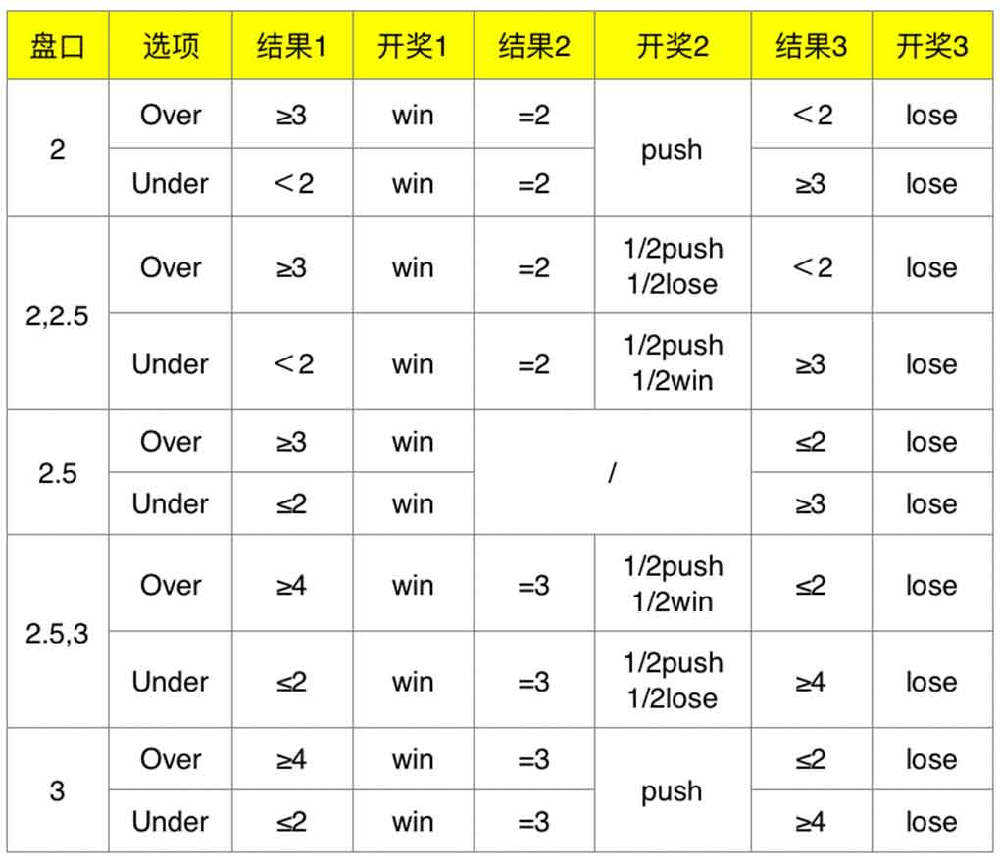 盘口 选项 结果1 开奖1 结果2 开奖2 结果3 开奖3
2 Over ≥3 win =2 push ＜2 lose
Under ＜2 win =2 ≥3 lose
2,2.5 Over ≥3 win =2 1/2push 1/2lose ＜2 lose
Under ＜2 win =2 1/2push 1/2win ≥3 lose
2.5 Over ≥3 win / ≤2 lose
Under ≤2 win ≥3 lose
2.5,3 Over ≥4 win =3 1/2push 1/2win ≤2 lose
Under ≤2 win =3 1/2push 1/2lose ≥4 lose
3 Over ≥4 win =3 push ≤2 lose
Under ≤2 win =3 ≥4 lose